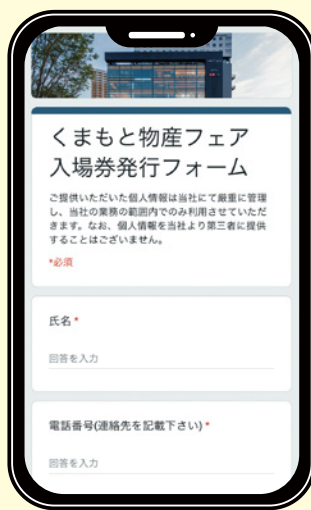 くまもと物産フェア
入場券発行フォーム
ご提供いただいた個人情報は当社にて厳重に管理
し、当社の業務の範囲内でのみ利用させていただ
きます。なお、個人情報を当社より第三者に提供
することはございません。
*必須
氏名 *
回答を入力
電話番号(連絡先を記載下さい) *
回答を入力